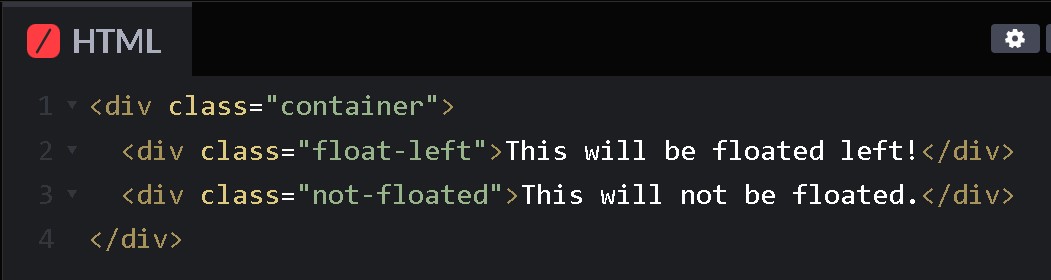 HTML
1 <div class="container">
2 <div class="float-left">This will be floated left!</div>
3 <div class="not-floated">This will not be floated.</div>
4 </div>